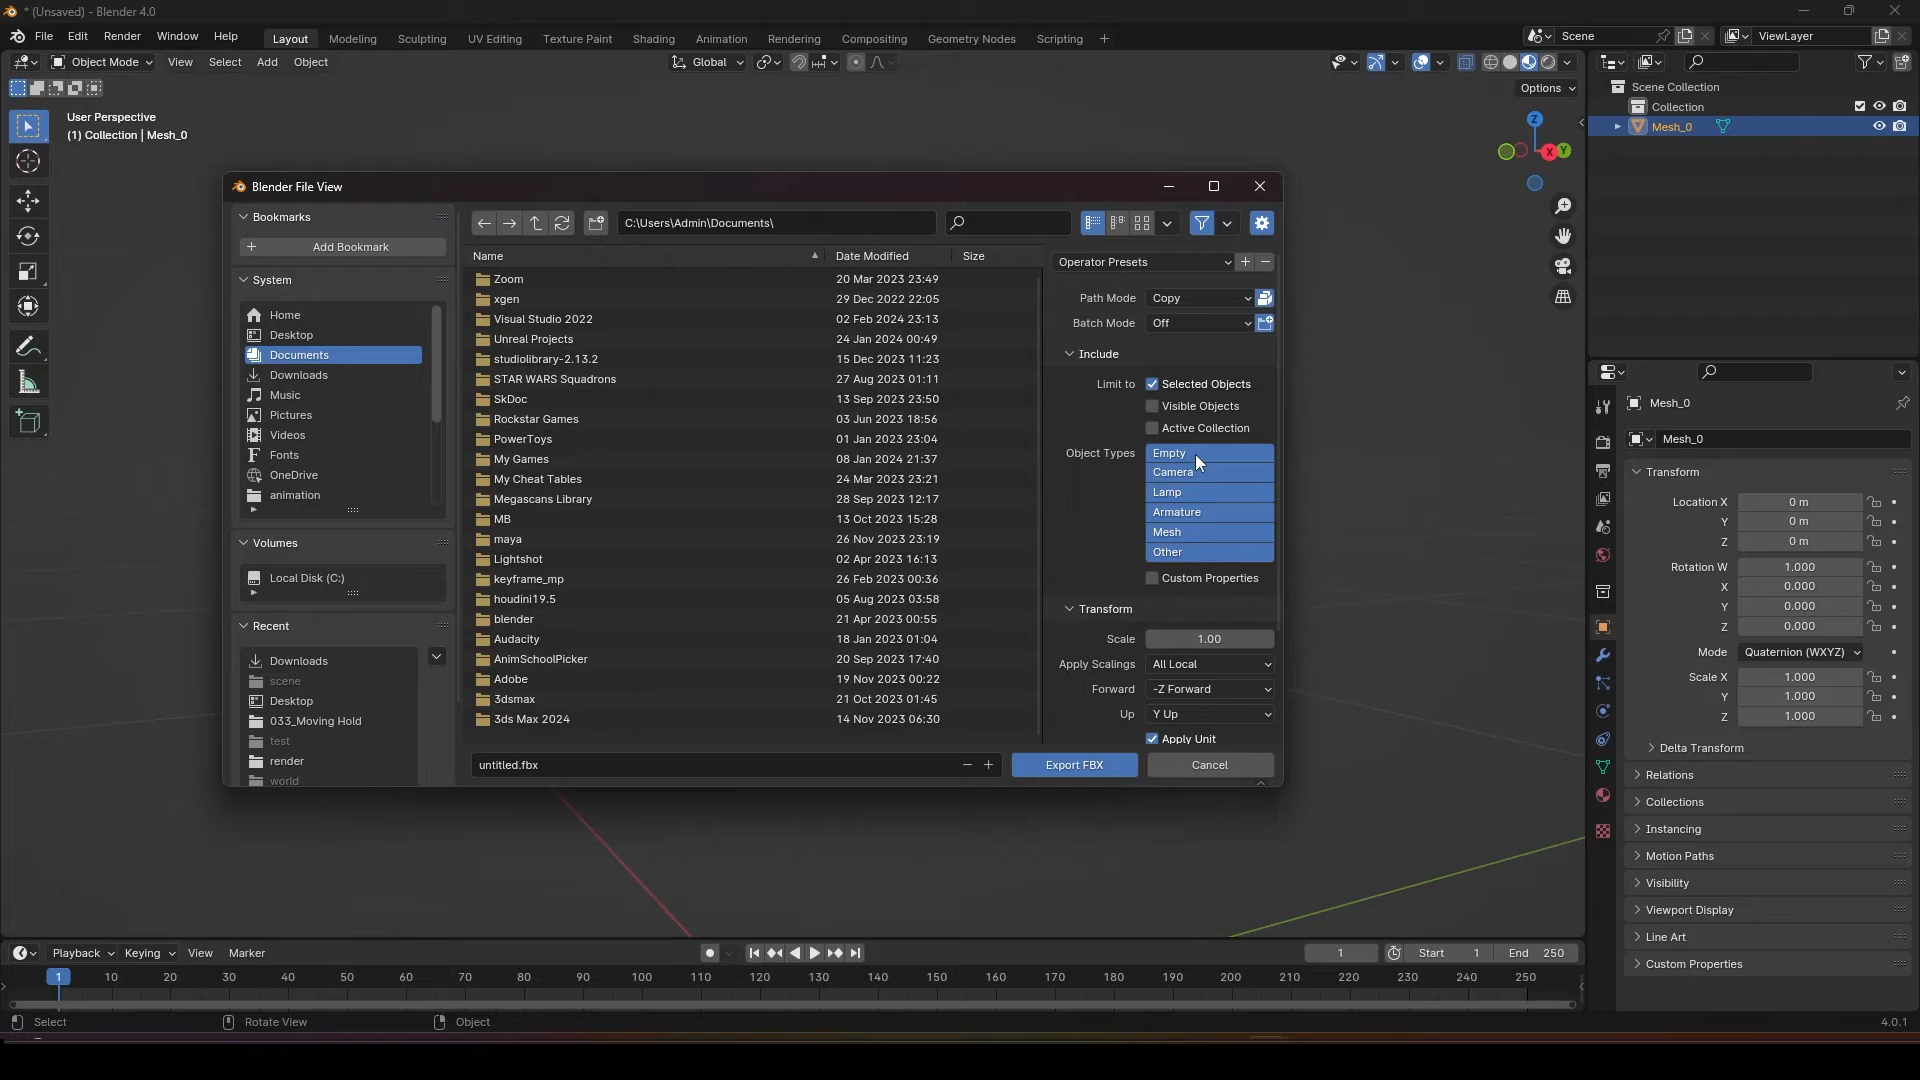 * (Unsaved) - Blender 4.0
File Edit Render Window Help Layout Modeling Sculpting UV Editing Texture Paint Shading Animation Rendering Compositing Geometry Nodes Scripting + Scene ViewLayer
Object Mode View Select Add Object Global
Options
User Perspective
(1) Collection | Mesh_0
Z
X
Y
Scene Collection
Collection
Mesh_0
Blender File View
Bookmarks
Add Bookmark
System
Home
Desktop
Documents
Downloads
Music
Pictures
Videos
Fonts
OneDrive
animation
Volumes
Local Disk (C:)
Recent
Downloads
scene
Desktop
033_Moving Hold
test
render
world
C:\Users\Admin\Documents\
Name Date Modified Size
Zoom 20 Mar 2023 23:49
xgen 29 Dec 2022 22:05
Visual Studio 2022 02 Feb 2024 23:13
Unreal Projects 24 Jan 2024 00:49
studiolibrary-2.13.2 15 Dec 2023 11:23
STAR WARS Squadrons 27 Aug 2023 01:11
SkDoc 13 Sep 2023 23:50
Rockstar Games 03 Jun 2023 18:56
PowerToys 01 Jan 2023 23:04
My Games 08 Jan 2024 21:37
My Cheat Tables 24 Mar 2023 23:21
Megascans Library 28 Sep 2023 12:17
MB 13 Oct 2023 15:28
maya 26 Nov 2023 23:19
Lightshot 02 Apr 2023 16:13
keyframe_mp 26 Feb 2023 00:36
houdini19.5 05 Aug 2023 03:58
blender 21 Apr 2023 00:55
Audacity 18 Jan 2023 01:04
AnimSchoolPicker 20 Sep 2023 17:40
Adobe 19 Nov 2023 00:22
3dsmax 21 Oct 2023 01:45
3ds Max 2024 14 Nov 2023 06:30
untitled.fbx
Export FBX Cancel
Operator Presets
Path Mode Copy
Batch Mode Off
Include
Limit to Selected Objects
Visible Objects
Active Collection
Object Types Empty
Camera
Lamp
Armature
Mesh
Other
Custom Properties
Transform
Scale 1.00
Apply Scalings All Local
Forward -Z Forward
Up Y Up
Apply Unit
Mesh_0
Mesh_0
Transform
Location X 0 m
Y 0 m
Z 0 m
Rotation W 1.000
X 0.000
Y 0.000
Z 0.000
Mode Quaternion (WXYZ)
Scale X 1.000
Y 1.000
Z 1.000
Delta Transform
Relations
Collections
Instancing
Motion Paths
Visibility
Viewport Display
Line Art
Custom Properties
Playback Keying View Marker 1 Start 1 End 250
1 10 20 30 40 50 60 70 80 90 100 110 120 130 140 150 160 170 180 190 200 210 220 230 240 250
Select Rotate View Object 4.0.1